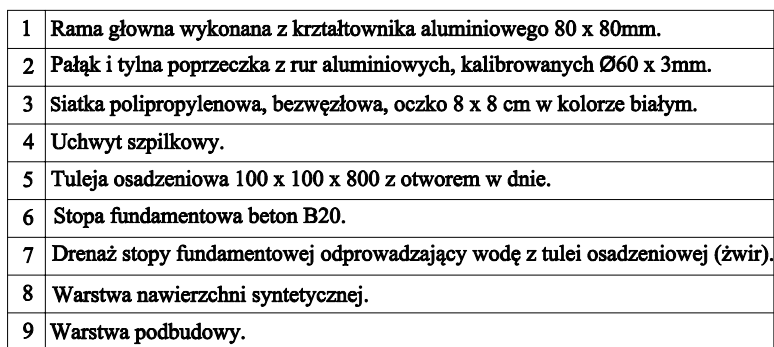 1 Rama głowna wykonana z krztałtownika aluminiowego 80 x 80mm.
2 Pałąk i tylna poprzeczka z rur aluminiowych, kalibrowanych Ø60 x 3mm.
3 Siatka polipropylenowa, bezwęzłowa, oczko 8 x 8 cm w kolorze białym.
4 Uchwyt szpilkowy.
5 Tuleja osadzeniowa 100 x 100 x 800 z otworem w dnie.
6 Stopa fundamentowa beton B20.
7 Drenaż stopy fundamentowej odprowadzający wodę z tulei osadzeniowej (żwir).
8 Warstwa nawierzchni syntetycznej.
9 Warstwa podbudowy.